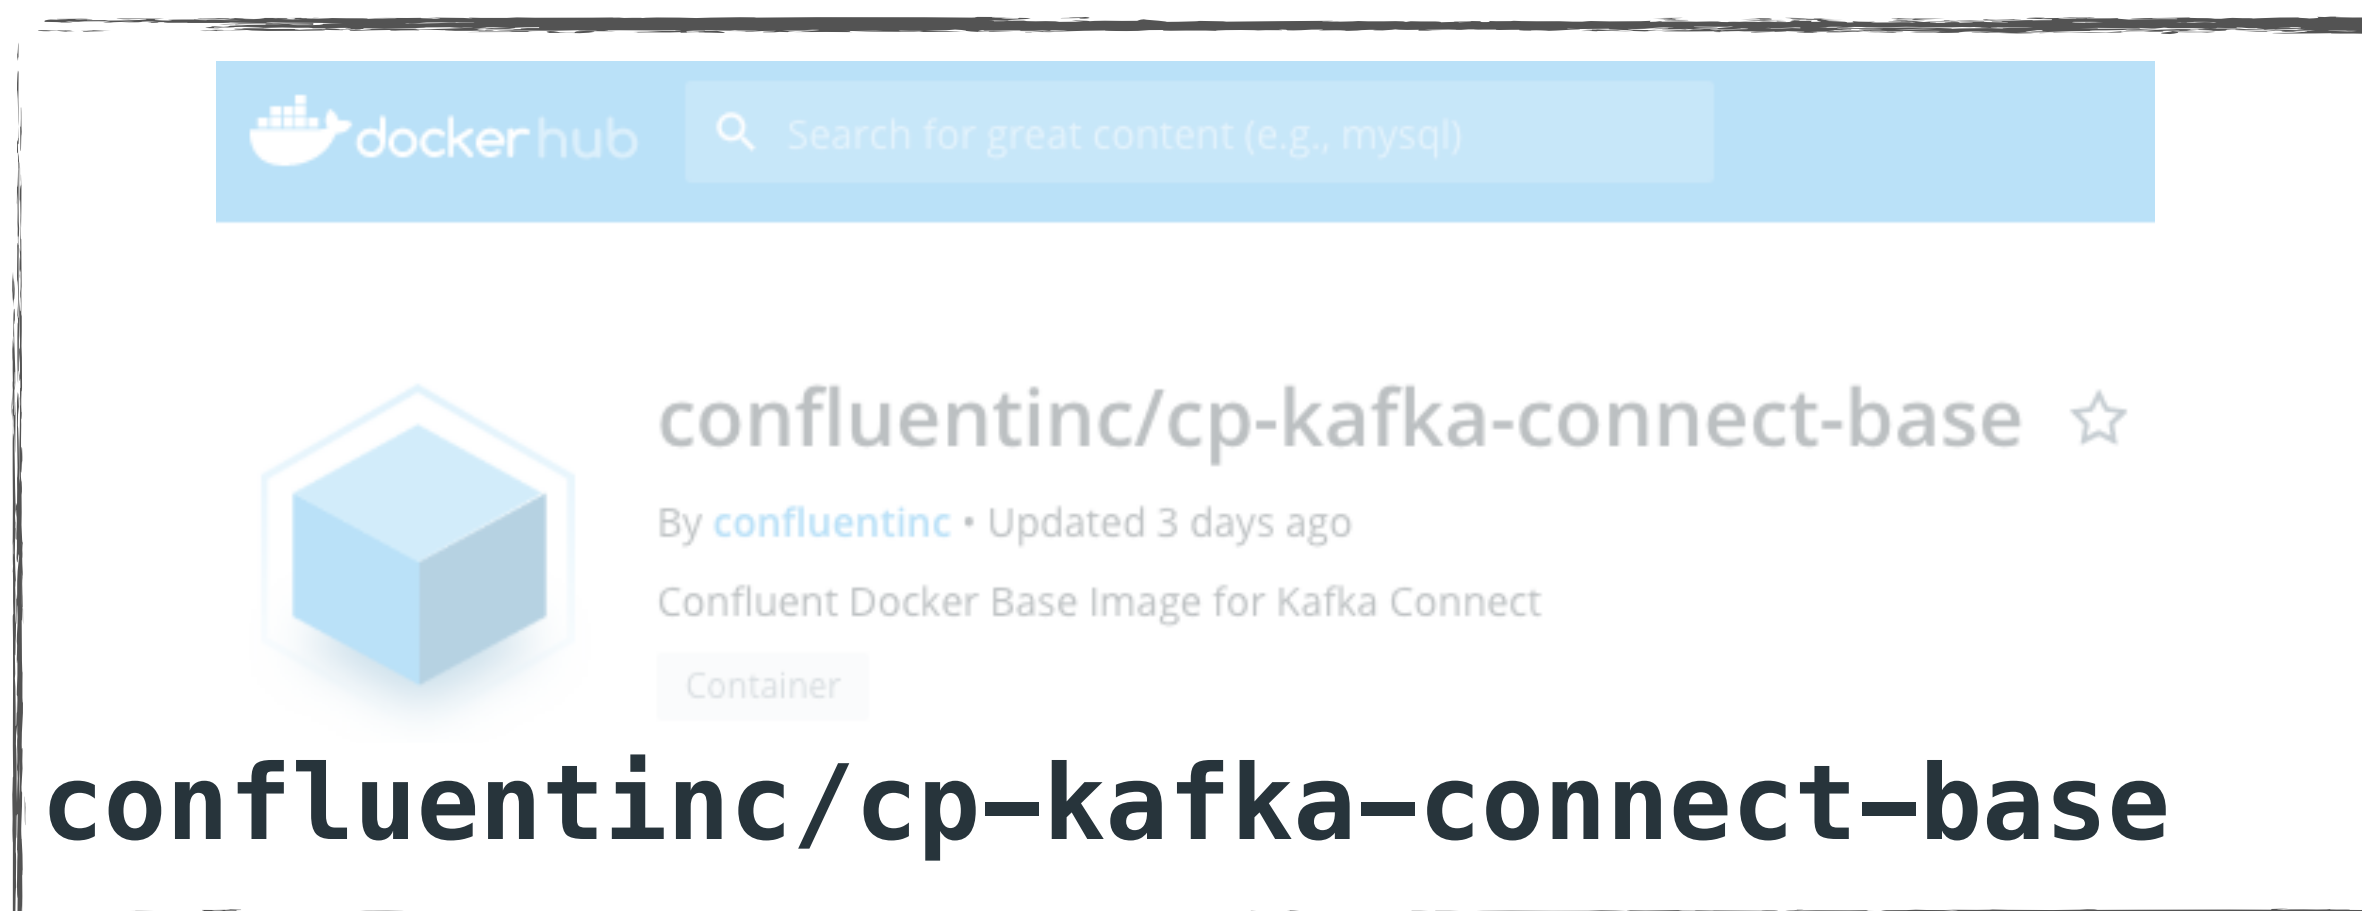 docker hub
Search for great content (e.g., mysql)
confluentinc/cp-kafka-connect-base
By confluentinc • Updated 3 days ago
Confluent Docker Base Image for Kafka Connect
Container
confluentinc/cp-kafka-connect-base